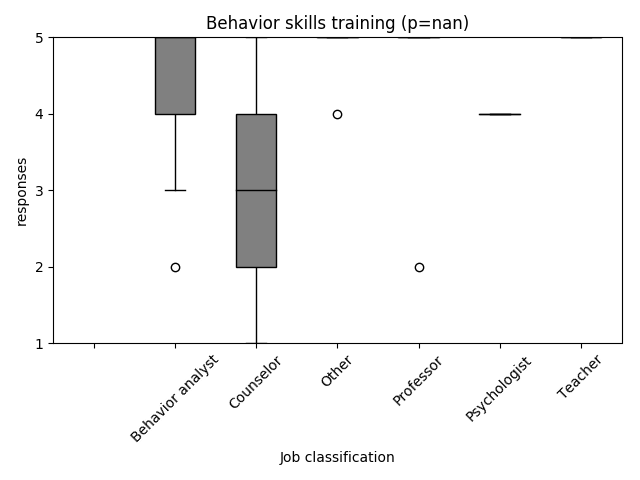 Behavior skills training (p=nan)
5
4
3
2
1
responses
Behavior analyst
Counselor
Other
Professor
Psychologist
Teacher
Job classification